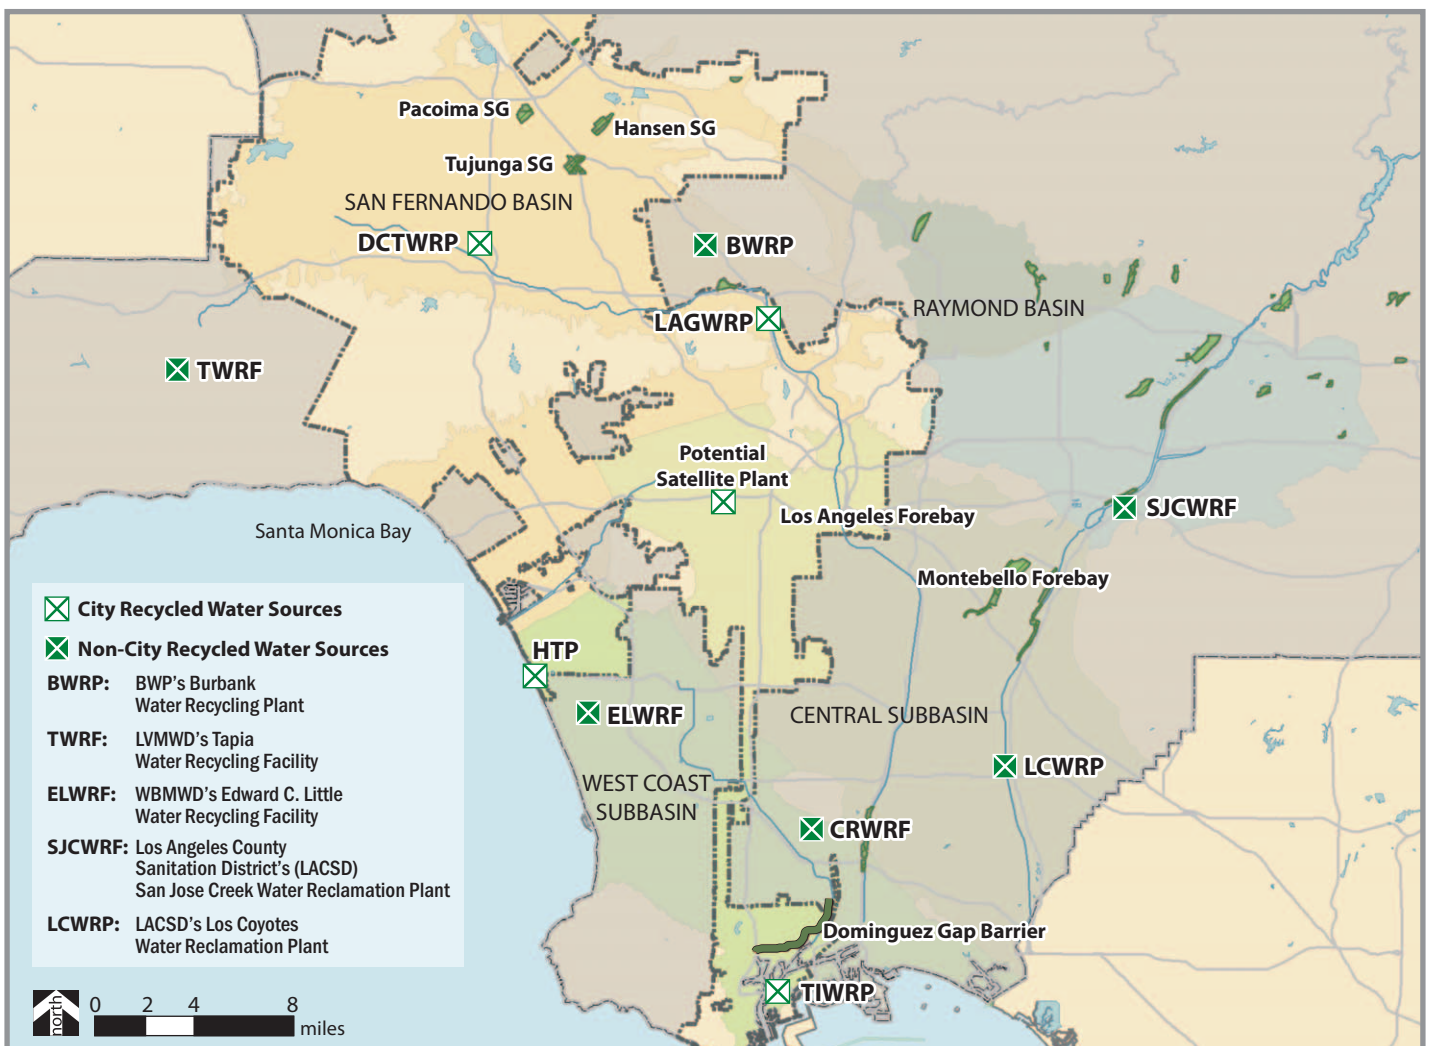 Pacoima SG
Hansen SG
Tujunga SG
SAN FERNANDO BASIN
DCTWRP
BWRP
LAGWRP
RAYMOND BASIN
TWRF
Potential
Satellite Plant
Los Angeles Forebay
SJCWRF
Santa Monica Bay
Montebello Forebay
HTP
ELWRF
CENTRAL SUBBASIN
WEST COAST
SUBBASIN
LCWRP
CRWRF
Dominguez Gap Barrier
TIWRP
City Recycled Water Sources
Non-City Recycled Water Sources
BWRP: BWP's Burbank
Water Recycling Plant
TWRF: LVMWD's Tapia
Water Recycling Facility
ELWRF: WBMWD's Edward C. Little
Water Recycling Facility
SJCWRF: Los Angeles County
Sanitation District's (LACSD)
San Jose Creek Water Reclamation Plant
LCWRP: LACSD's Los Coyotes
Water Reclamation Plant
north
0 2 4 8
miles